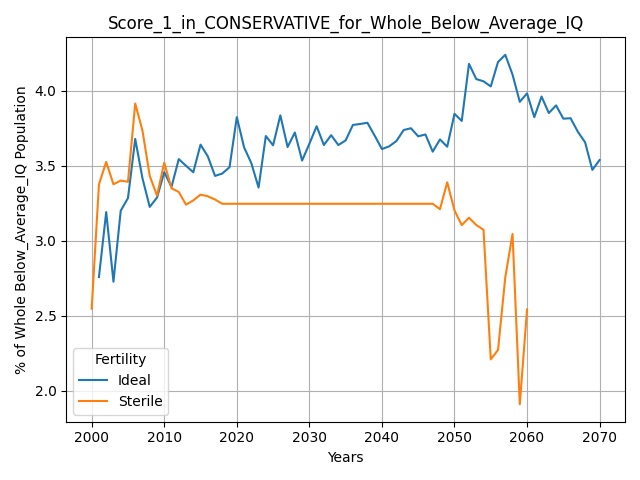 Score_1_in_CONSERVATIVE_for_Whole_Below_Average_IQ
% of Whole Below_Average_IQ Population
4.0
3.5
3.0
2.5
2.0
Fertility
Ideal
Sterile
2000 2010 2020 2030 2040 2050 2060 2070
Years